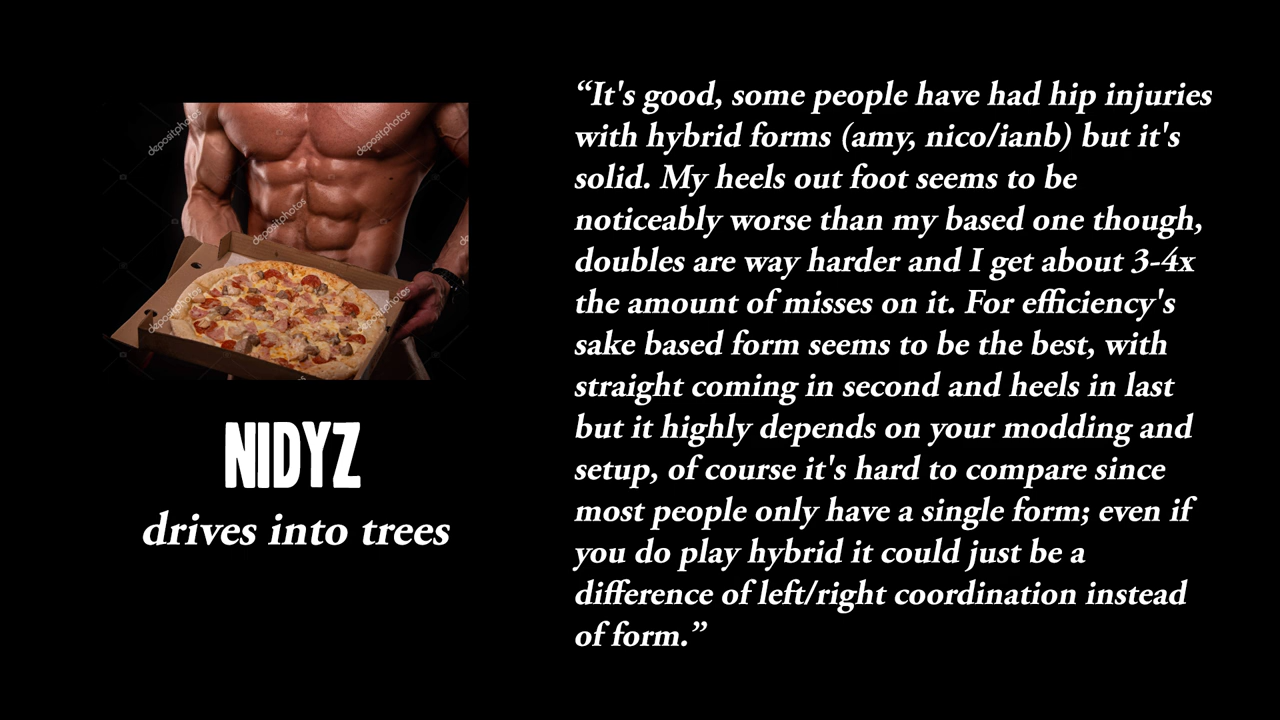 depositphotos
depositphotos
depositphotos
depositphotos
depositphotos
NIDYZ
drives into trees
“It's good, some people have had hip injuries
with hybrid forms (amy, nico/ianb) but it's
solid. My heels out foot seems to be
noticeably worse than my based one though,
doubles are way harder and I get about 3-4x
the amount of misses on it. For efficiency's
sake based form seems to be the best, with
straight coming in second and heels in last
but it highly depends on your modding and
setup, of course it's hard to compare since
most people only have a single form; even if
you do play hybrid it could just be a
difference of left/right coordination instead
of form.”